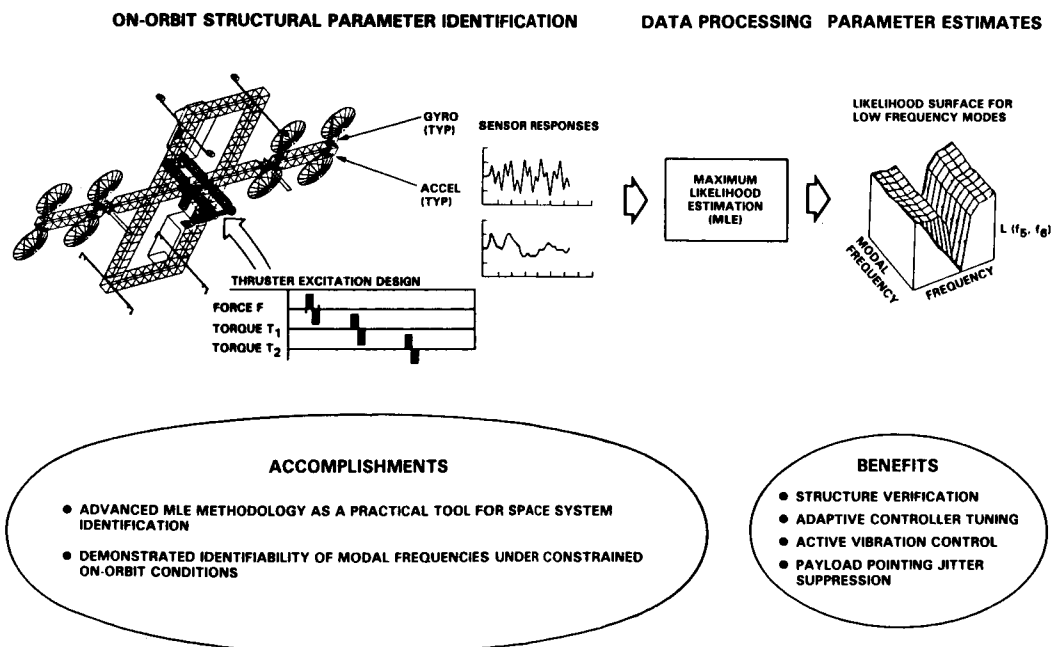 ON-ORBIT STRUCTURAL PARAMETER IDENTIFICATION
DATA PROCESSING
PARAMETER ESTIMATES
GYRO
(TYP)
ACCEL
(TYP)
SENSOR RESPONSES
THRUSTER EXCITATION DESIGN
FORCE F
TORQUE T1
TORQUE T2
MAXIMUM
LIKELIHOOD
ESTIMATION
(MLE)
LIKELIHOOD SURFACE FOR
LOW FREQUENCY MODES
L (f5, f6)
MODAL
FREQUENCY
FREQUENCY
ACCOMPLISHMENTS
● ADVANCED MLE METHODOLOGY AS A PRACTICAL TOOL FOR SPACE SYSTEM
IDENTIFICATION
● DEMONSTRATED IDENTIFIABILITY OF MODAL FREQUENCIES UNDER CONSTRAINED
ON-ORBIT CONDITIONS
BENEFITS
● STRUCTURE VERIFICATION
● ADAPTIVE CONTROLLER TUNING
● ACTIVE VIBRATION CONTROL
● PAYLOAD POINTING JITTER
SUPPRESSION